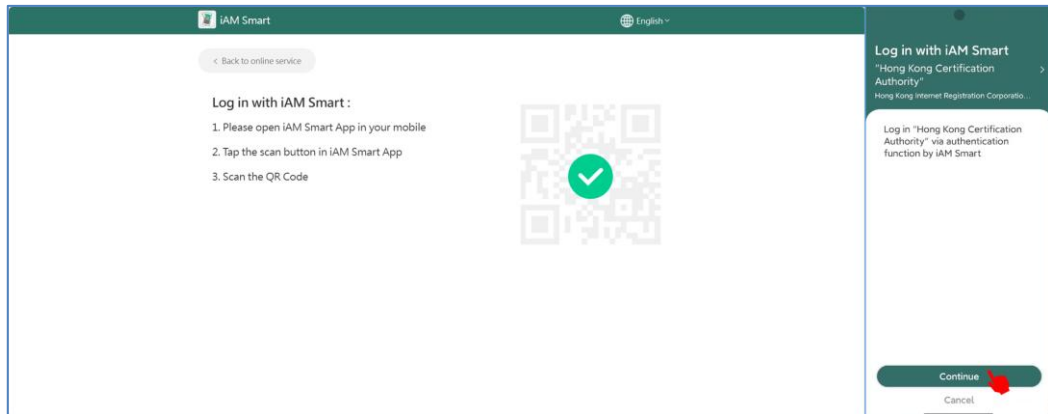 iAM Smart
English
< Back to online service
Log in with iAM Smart :
1. Please open iAM Smart App in your mobile
2. Tap the scan button in iAM Smart App
3. Scan the QR Code
Log in with iAM Smart
"Hong Kong Certification
Authority"
Hong Kong Internet Registration Corporatio...
Log in "Hong Kong Certification
Authority" via authentication
function by iAM Smart
Continue
Cancel